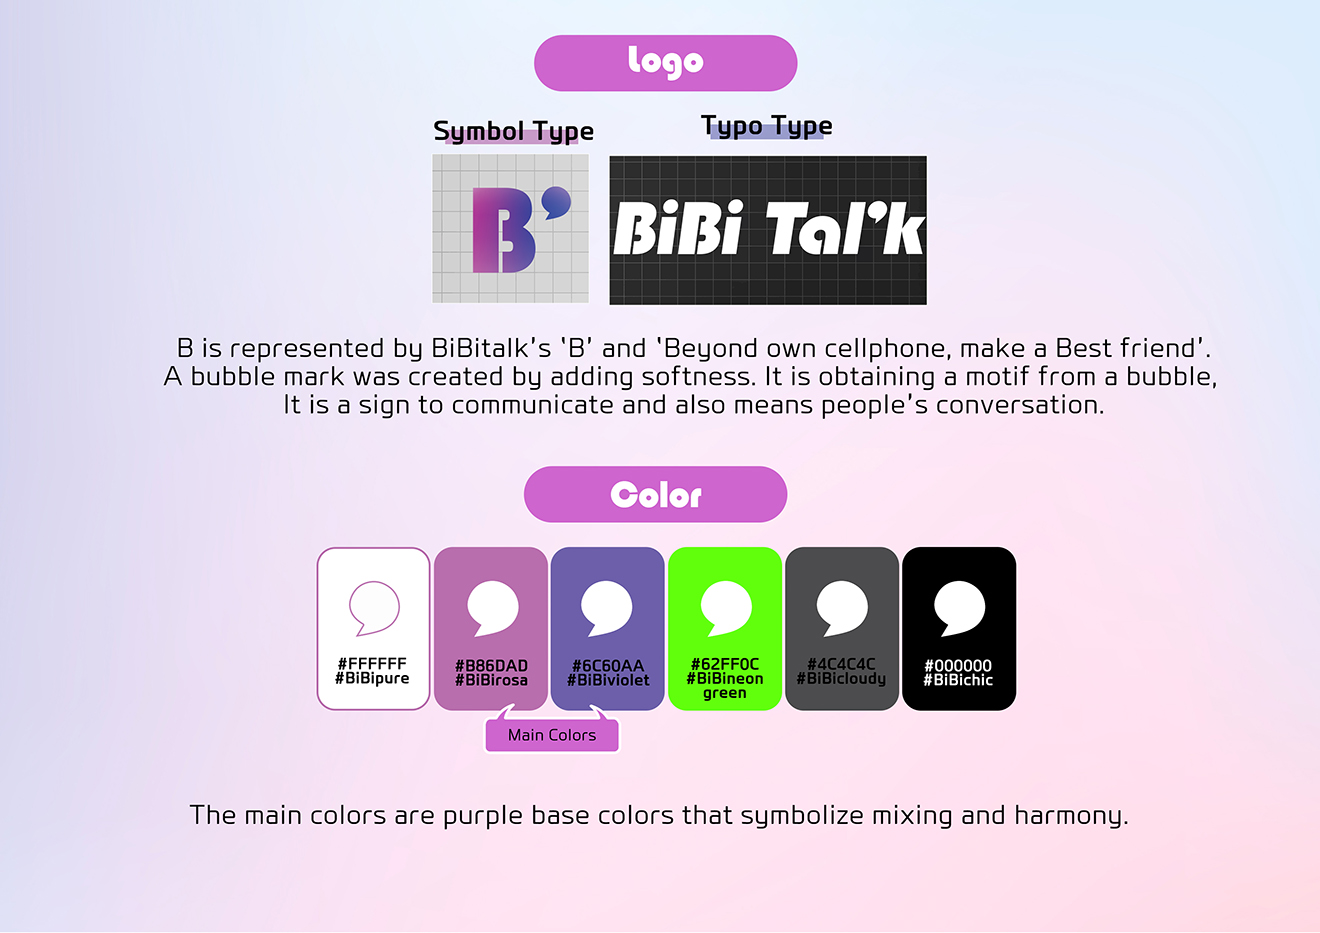 Logo
Symbol Type
Typo Type
B’
BiBi Tal’k
B is represented by BiBitalk’s ‘B’ and ‘Beyond own cellphone, make a Best friend’.
A bubble mark was created by adding softness. It is obtaining a motif from a bubble,
It is a sign to communicate and also means people’s conversation.
Color
#FFFFFF
#BiBipure
#B86DAD
#BiBirosa
#6C60AA
#BiBiviolet
#62FF0C
#BiBineon
green
#4C4C4C
#BiBicloudy
#000000
#BiBichic
Main Colors
The main colors are purple base colors that symbolize mixing and harmony.